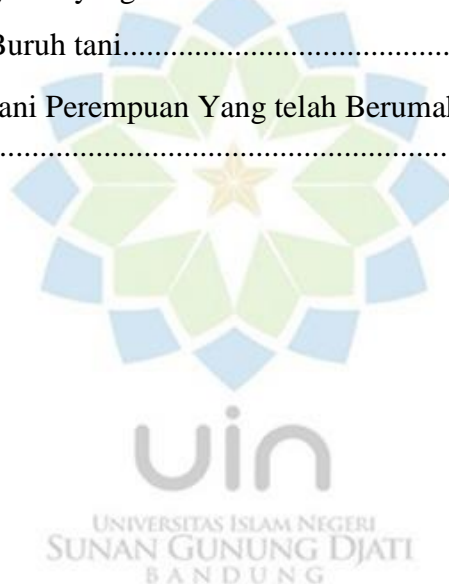 Buruh tani........................................
ani Perempuan Yang telah Berumah
.......................................................
uin
UNIVERSITAS ISLAM NEGERI
SUNAN GUNUNG DJATI
BANDUNG